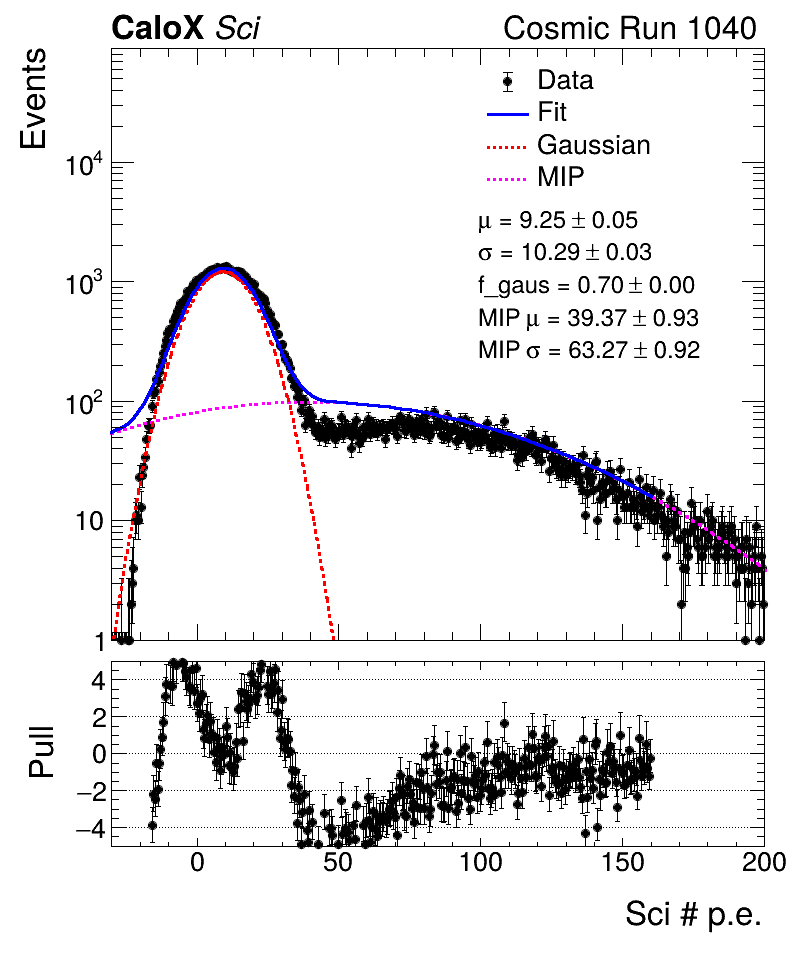 CaloX Sci Cosmic Run 1040
Events
Data
Fit
Gaussian
MIP
μ = 9.25 ± 0.05
σ = 10.29 ± 0.03
f_gaus = 0.70 ± 0.00
MIP μ = 39.37 ± 0.93
MIP σ = 63.27 ± 0.92
10⁴
10³
10²
10
1
Pull
4
2
0
−2
−4
0 50 100 150 200
Sci # p.e.